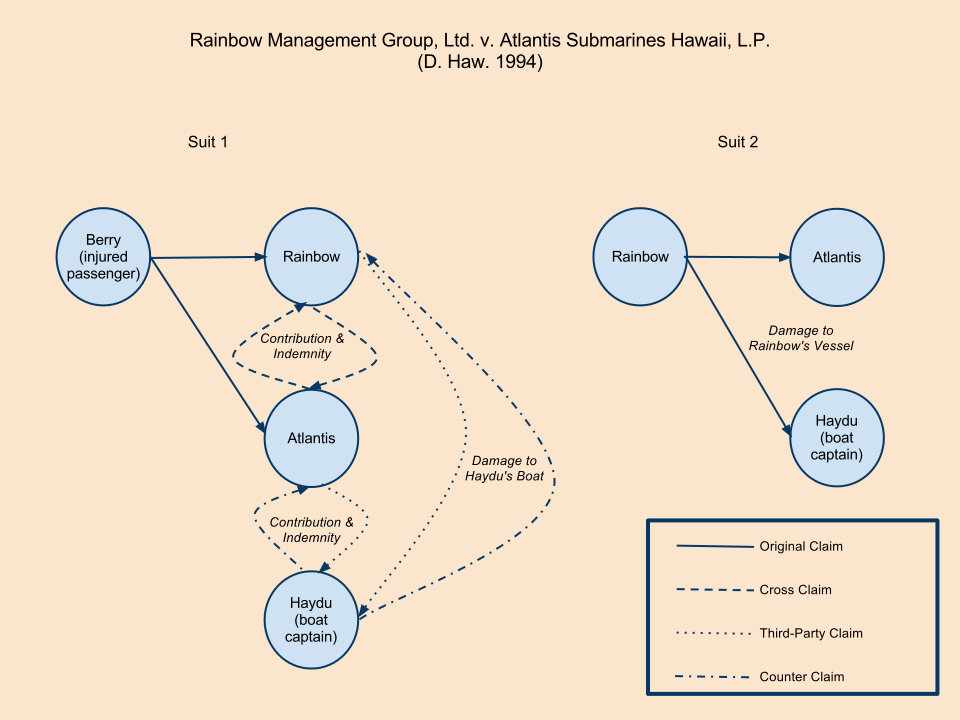 Rainbow Management Group, Ltd. v. Atlantis Submarines Hawaii, L.P.
(D. Haw. 1994)
Suit 1
Suit 2
Berry
(injured
passenger)
Rainbow
Rainbow
Atlantis
Contribution &
Indemnity
Damage to
Rainbow's Vessel
Atlantis
Haydu
(boat
captain)
Damage to
Haydu's Boat
Contribution &
Indemnity
Haydu
(boat
captain)
Original Claim
Cross Claim
Third-Party Claim
Counter Claim